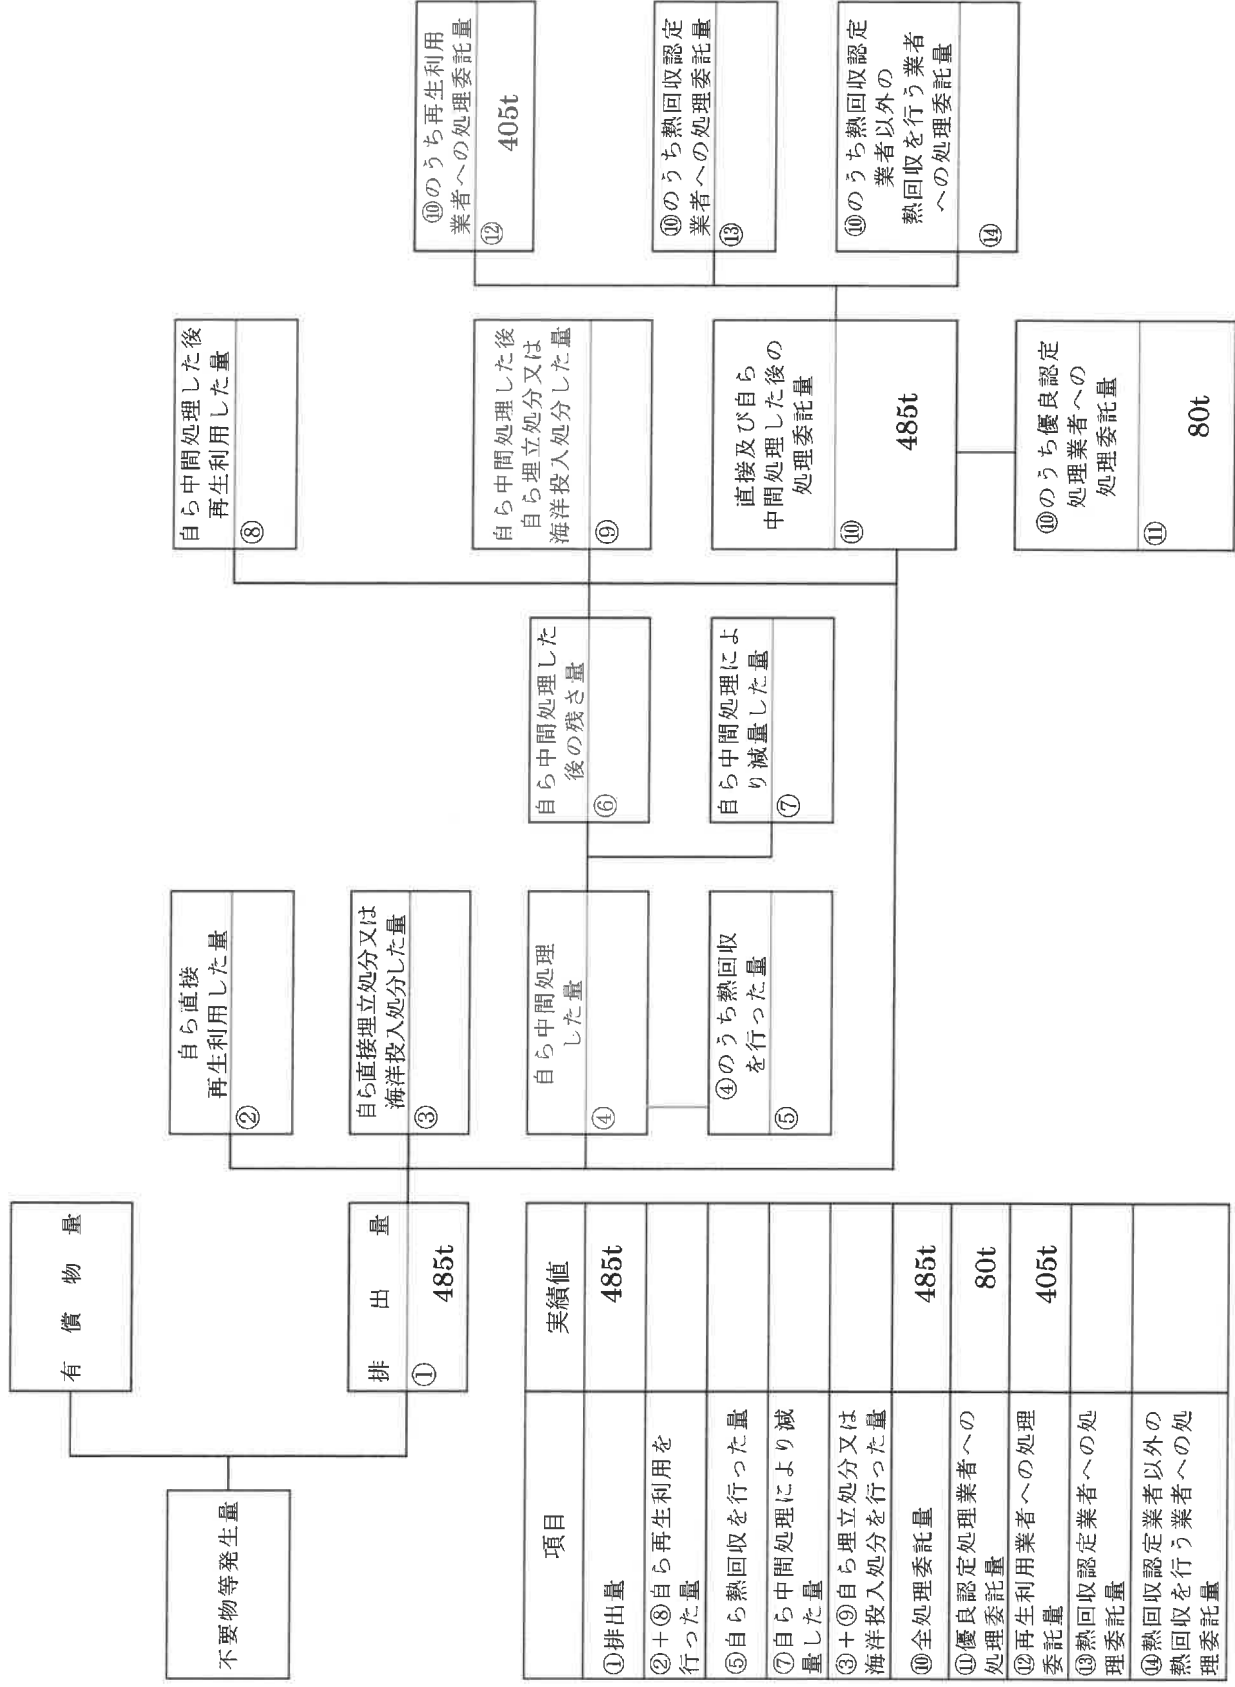 不要物等発生量
有償物量
排出量
①
485t
自ら直接
再生利用した量
②
自ら直接埋立処分又は
海洋投入処分した量
③
自ら中間処理
した量
④
④のうち熱回収
を行った量
⑤
自ら中間処理した
後の残さ量
⑥
自ら中間処理によ
り減量した量
⑦
自ら中間処理した後
再生利用した量
⑧
自ら中間処理した後
自ら埋立処分又は
海洋投入処分した量
⑨
直接及び自ら
中間処理した後の
処理委託量
⑩
485t
⑩のうち優良認定
処理業者への
処理委託量
⑪
80t
⑩のうち再生利用
業者への処理委託量
⑫
405t
⑩のうち熱回収認定
業者への処理委託量
⑬
⑩のうち熱回収認定
業者以外の
熱回収を行う業者
への処理委託量
⑭
項目 実績値
①排出量 485t
②+⑧自ら再生利用を
行った量
⑤自ら熱回収を行った量
⑦自ら中間処理により減
量した量
③+⑨自ら埋立処分又は
海洋投入処分を行った量
⑩全処理委託量 485t
⑪優良認定処理業者への
処理委託量 80t
⑫再生利用業者への処理
委託量 405t
⑬熱回収認定業者への処
理委託量
⑭熱回収認定業者以外の
熱回収を行う業者への処
理委託量